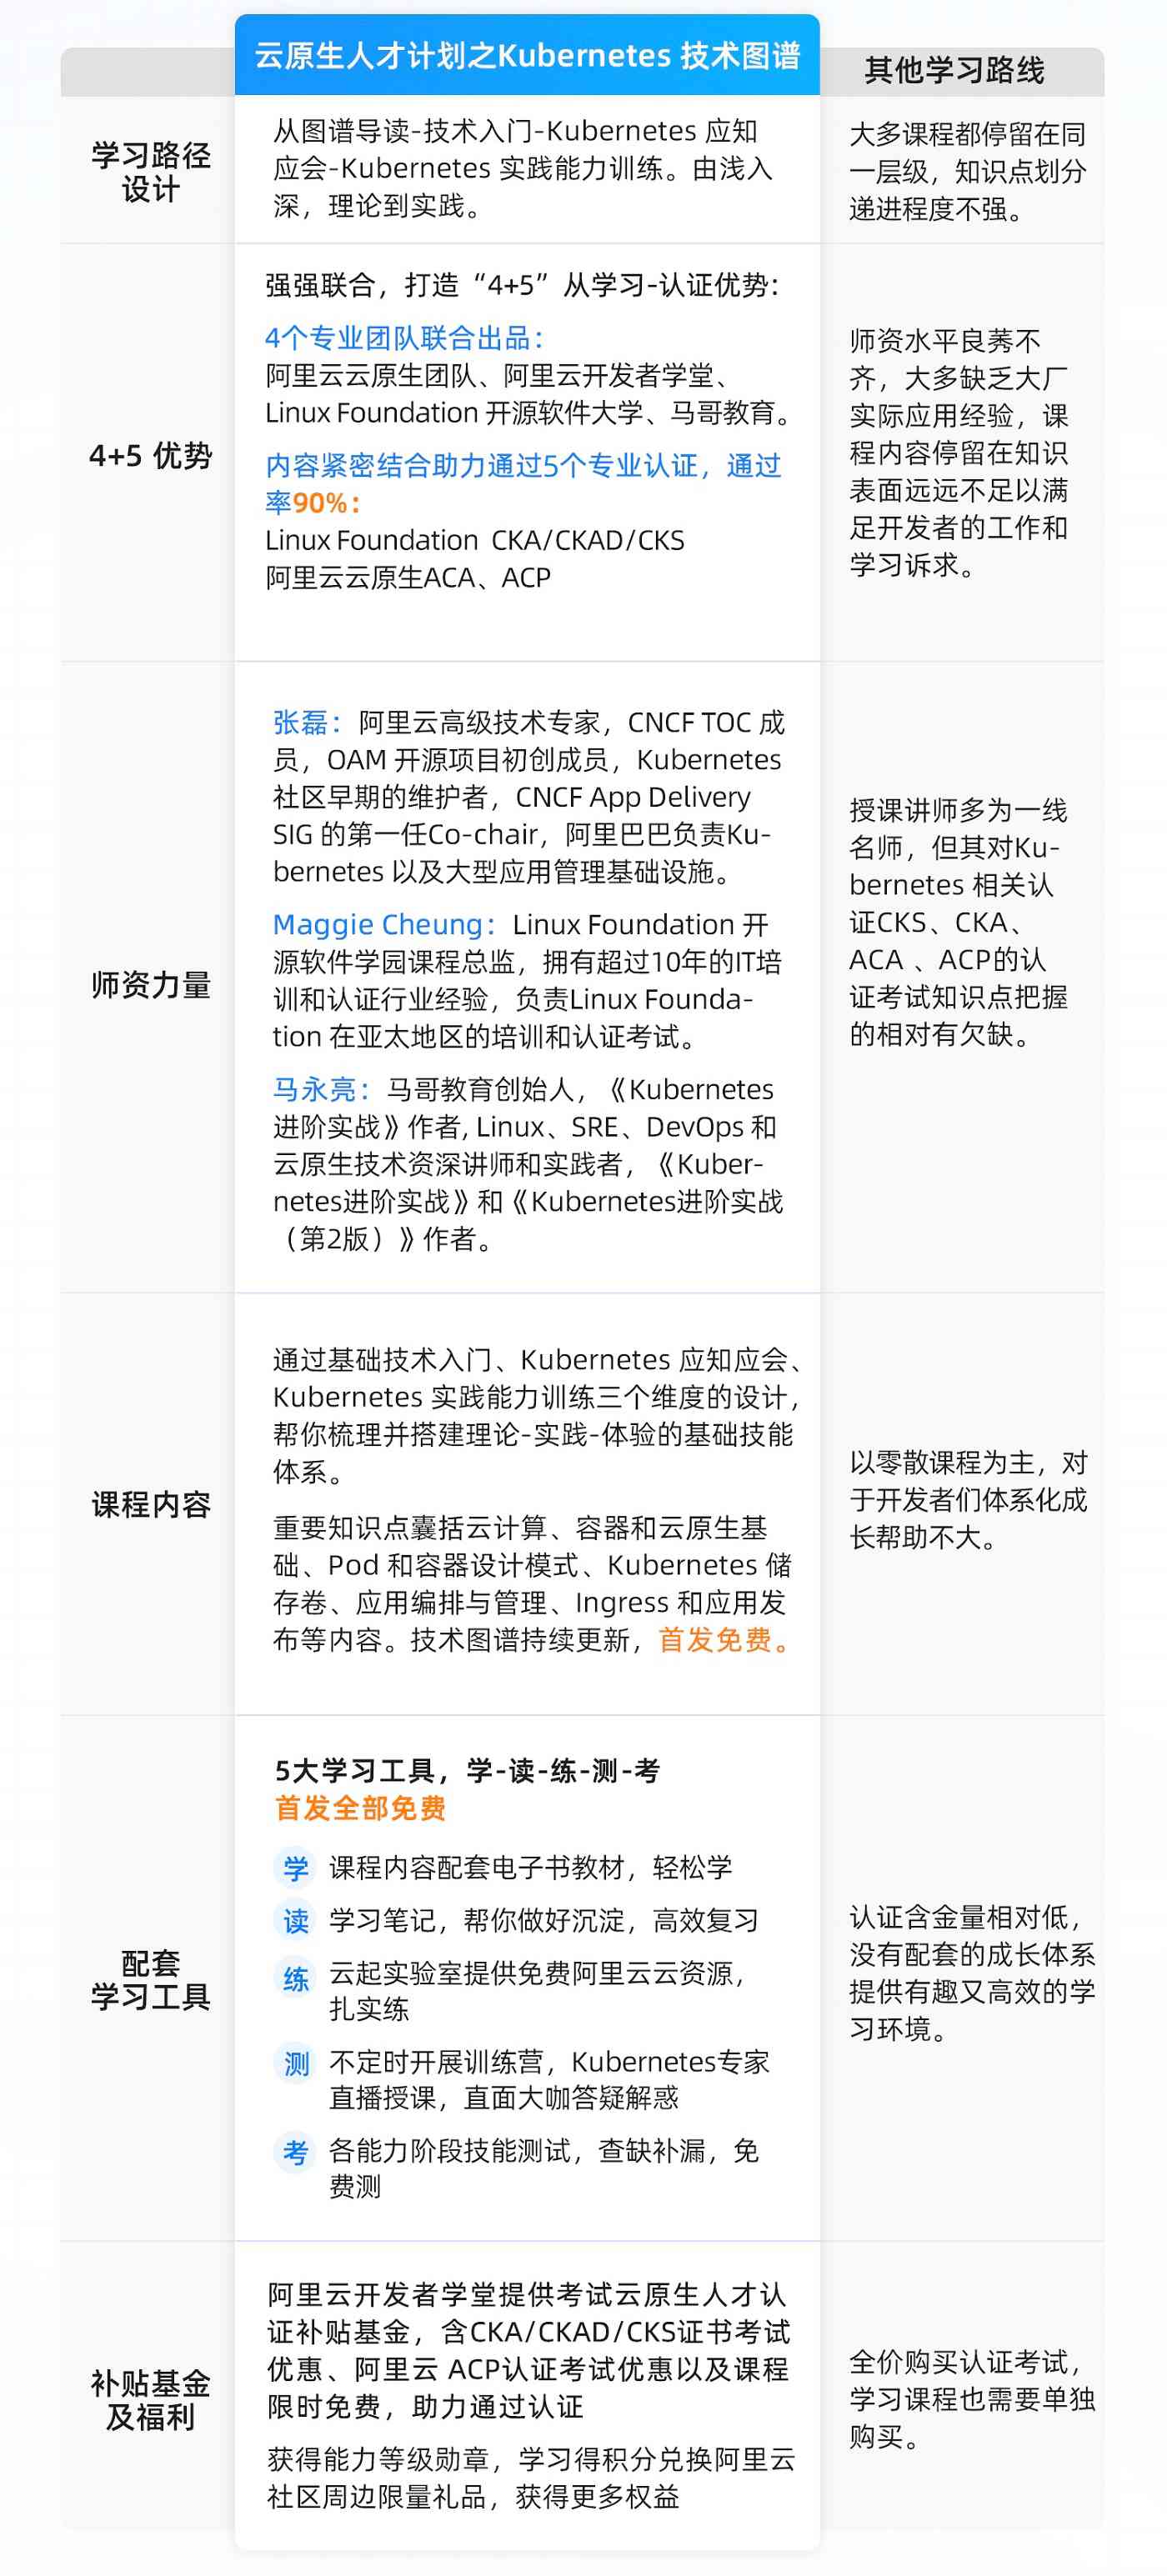 云原生人才计划之Kubernetes 技术图谱
其他学习路线
学习路径
设计
从图谱导读-技术入门-Kubernetes 应知
应会-Kubernetes 实践能力训练。由浅入
深，理论到实践。
大多课程都停留在同
一层级，知识点划分
递进程度不强。
4+5 优势
强强联合，打造“4+5”从学习-认证优势：
4个专业团队联合出品：
阿里云云原生团队、阿里云开发者学堂、
Linux Foundation 开源软件大学、马哥教育。
内容紧密结合助力通过5个专业认证，通过
率90%：
Linux Foundation CKA/CKAD/CKS
阿里云云原生ACA、ACP
师资水平良莠不
齐，大多缺乏大厂
实际应用经验，课
程内容停留在知识
表面远远不足以满
足开发者的工作和
学习诉求。
师资力量
张磊：阿里云高级技术专家，CNCF TOC 成
员，OAM 开源项目初创成员，Kubernetes
社区早期的维护者，CNCF App Delivery
SIG 的第一任Co-chair，阿里巴巴负责Ku-
bernetes 以及大型应用管理基础设施。
Maggie Cheung：Linux Foundation 开
源软件学园课程总监，拥有超过10年的IT培
训和认证行业经验，负责Linux Founda-
tion 在亚太地区的培训和认证考试。
马永亮：马哥教育创始人，《Kubernetes
进阶实战》作者, Linux、SRE、DevOps 和
云原生技术资深讲师和实践者，《Kuber-
netes进阶实战》和《Kubernetes进阶实战
（第2版）》作者。
授课讲师多为一线
名师，但其对Ku-
bernetes 相关认
证CKS、CKA、
ACA 、ACP的认
证考试知识点把握
的相对有欠缺。
课程内容
通过基础技术入门、Kubernetes 应知应会、
Kubernetes 实践能力训练三个维度的设计，
帮你梳理并搭建理论-实践-体验的基础技能
体系。
重要知识点囊括云计算、容器和云原生基
础、Pod 和容器设计模式、Kubernetes 储
存卷、应用编排与管理、Ingress 和应用发
布等内容。技术图谱持续更新，首发免费。
以零散课程为主，对
于开发者们体系化成
长帮助不大。
配套
学习工具
5大学习工具，学-读-练-测-考
首发全部免费
学 课程内容配套电子书教材，轻松学
读 学习笔记，帮你做好沉淀，高效复习
练 云起实验室提供免费阿里云云资源，
扎实练
测 不定时开展训练营，Kubernetes专家
直播授课，直面大咖答疑解惑
考 各能力阶段技能测试，查缺补漏，免
费测
认证含金量相对低，
没有配套的成长体系
提供有趣又高效的学
习环境。
补贴基金
及福利
阿里云开发者学堂提供考试云原生人才认
证补贴基金，含CKA/CKAD/CKS证书考试
优惠、阿里云 ACP认证考试优惠以及课程
限时免费，助力通过认证
获得能力等级勋章，学习得积分兑换阿里云
社区周边限量礼品，获得更多权益
全价购买认证考试，
学习课程也需要单独
购买。